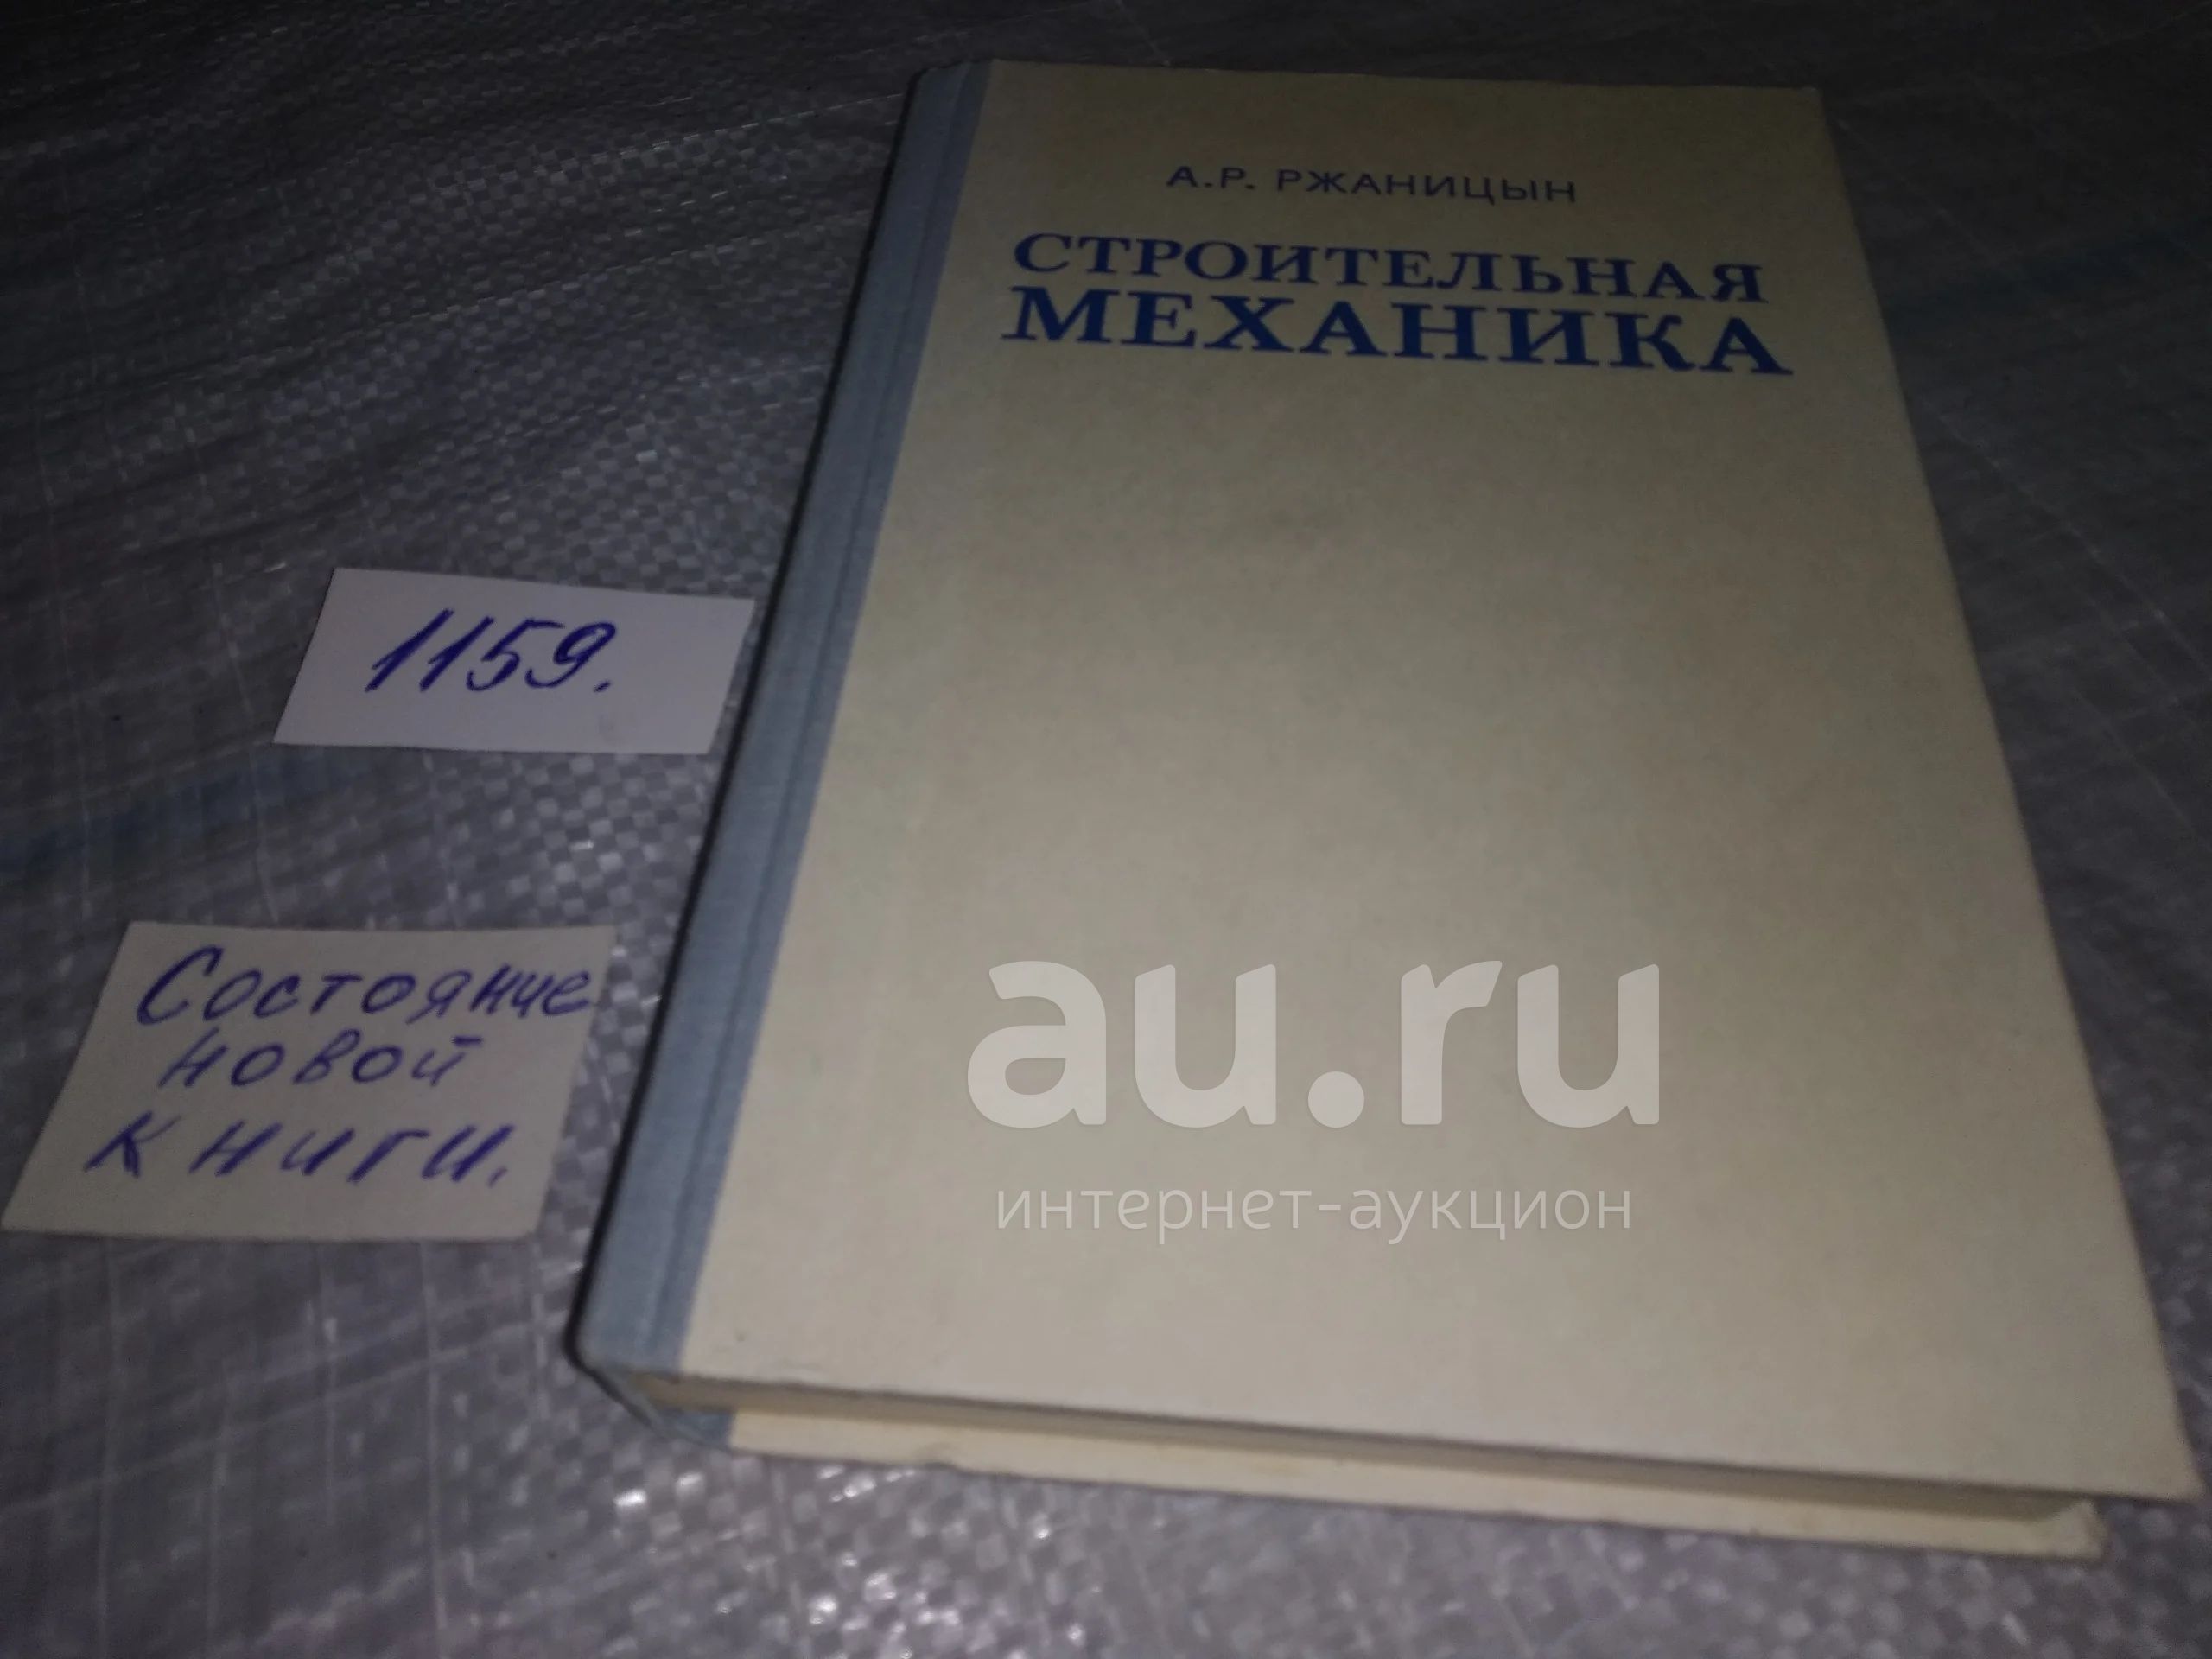 А.Р. РЖАНИЦЫН
СТРОИТЕЛЬНАЯ
МЕХАНИКА
1159.
Состояние
новой
книги.
au.ru
интернет-аукцион